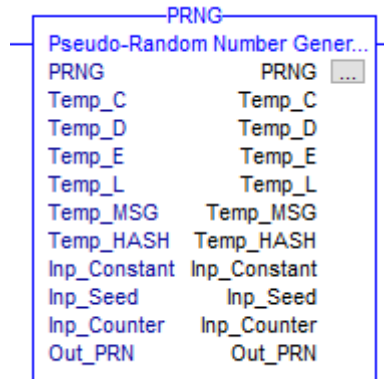 PRNG
Pseudo-Random Number Gener...
PRNG PRNG ...
Temp_C Temp_C
Temp_D Temp_D
Temp_E Temp_E
Temp_L Temp_L
Temp_MSG Temp_MSG
Temp_HASH Temp_HASH
Inp_Constant Inp_Constant
Inp_Seed Inp_Seed
Inp_Counter Inp_Counter
Out_PRN Out_PRN